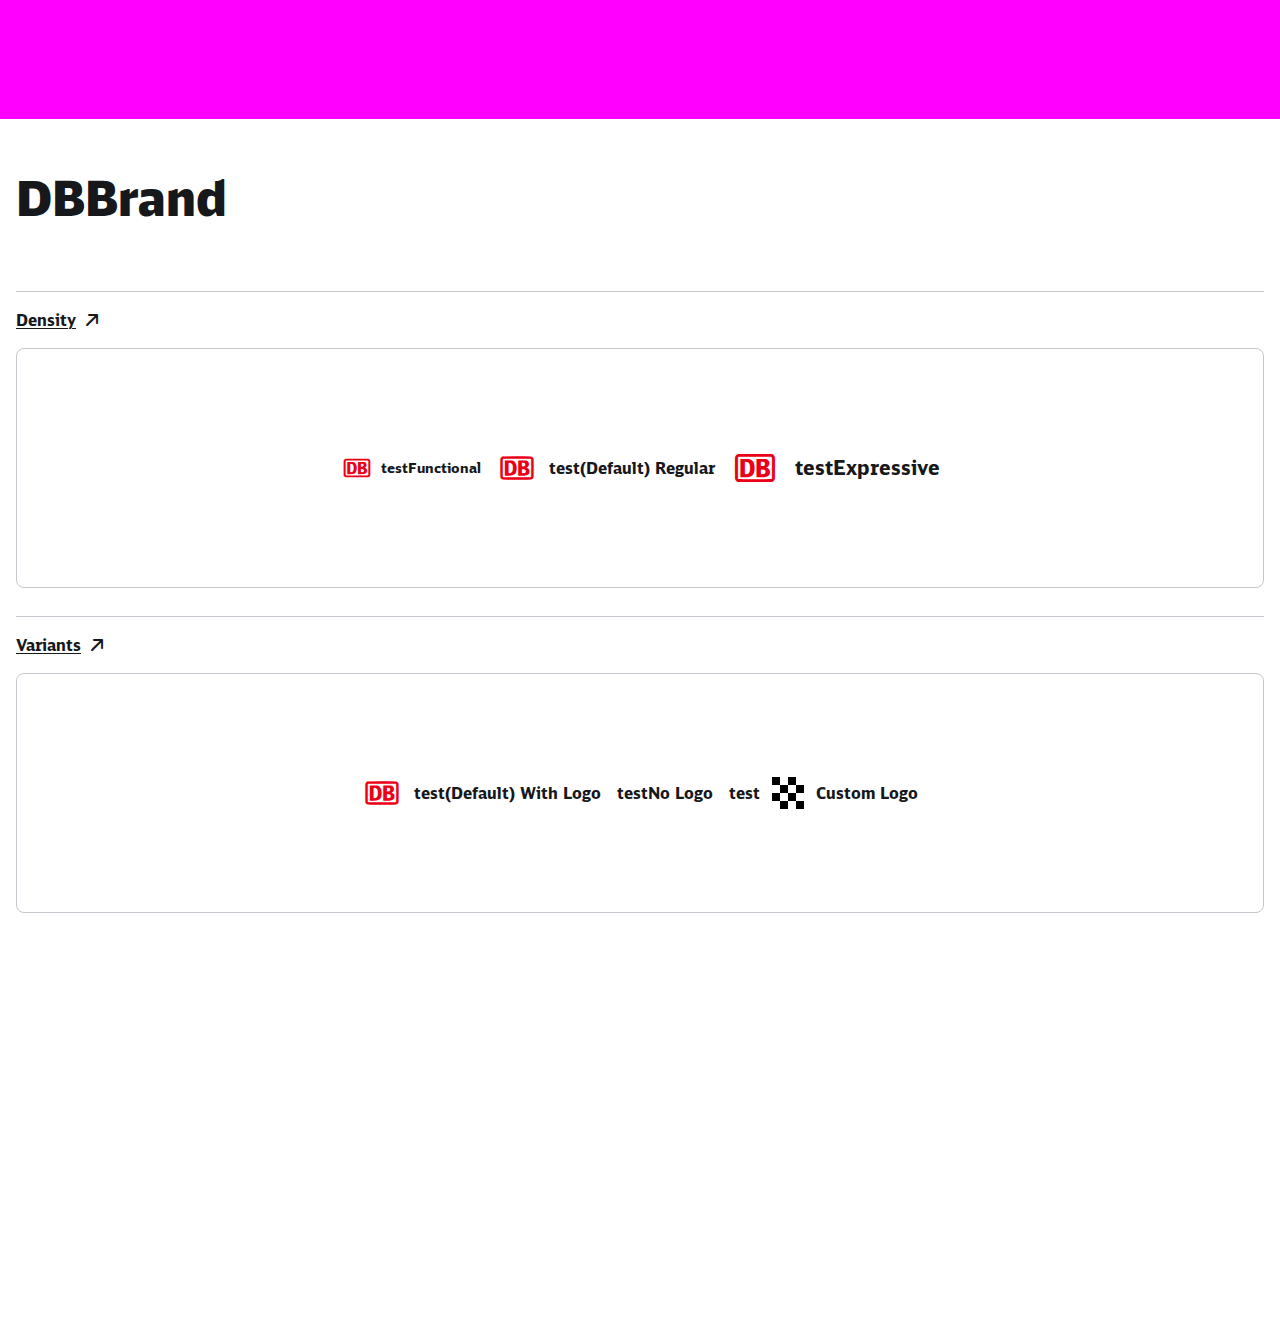 DBBrand
Density
DB testFunctional DB test(Default) Regular DB testExpressive
Variants
DB test(Default) With Logo testNo Logo test Custom Logo